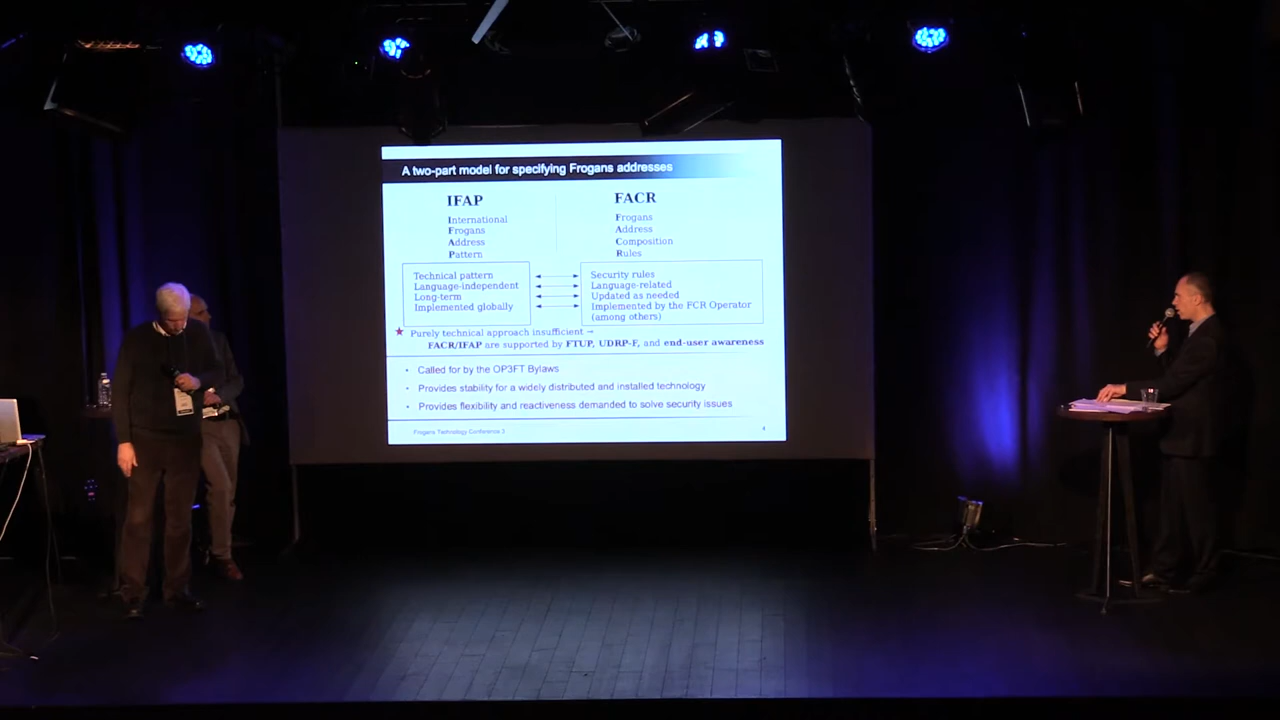 A two-part model for specifying Frogans addresses
IFAP
International
Frogans
Address
Pattern
FACR
Frogans
Address
Composition
Rules
Technical pattern
Language-independent
Long-term
Implemented globally
Security rules
Language-related
Updated as needed
Implemented by the FCR Operator
(among others)
★ Purely technical approach insufficient →
FACR/IFAP are supported by FTUP, UDRP-F, and end-user awareness
• Called for by the OP3FT Bylaws
• Provides stability for a widely distributed and installed technology
• Provides flexibility and reactiveness demanded to solve security issues
Frogans Technology Conference 3
4